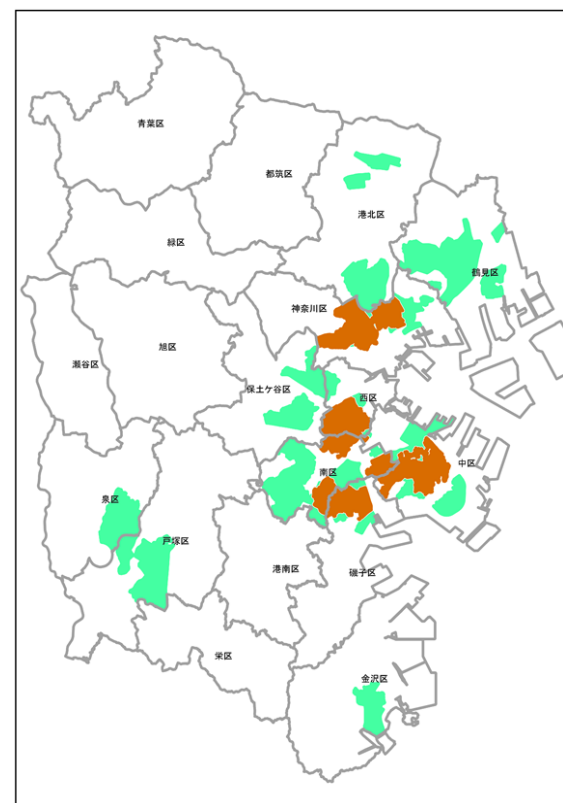 青葉区
都筑区
港北区
緑区
鶴見区
神奈川区
旭区
瀬谷区
保土ケ谷区
西区
中区
南区
泉区
戸塚区
港南区
磯子区
栄区
金沢区